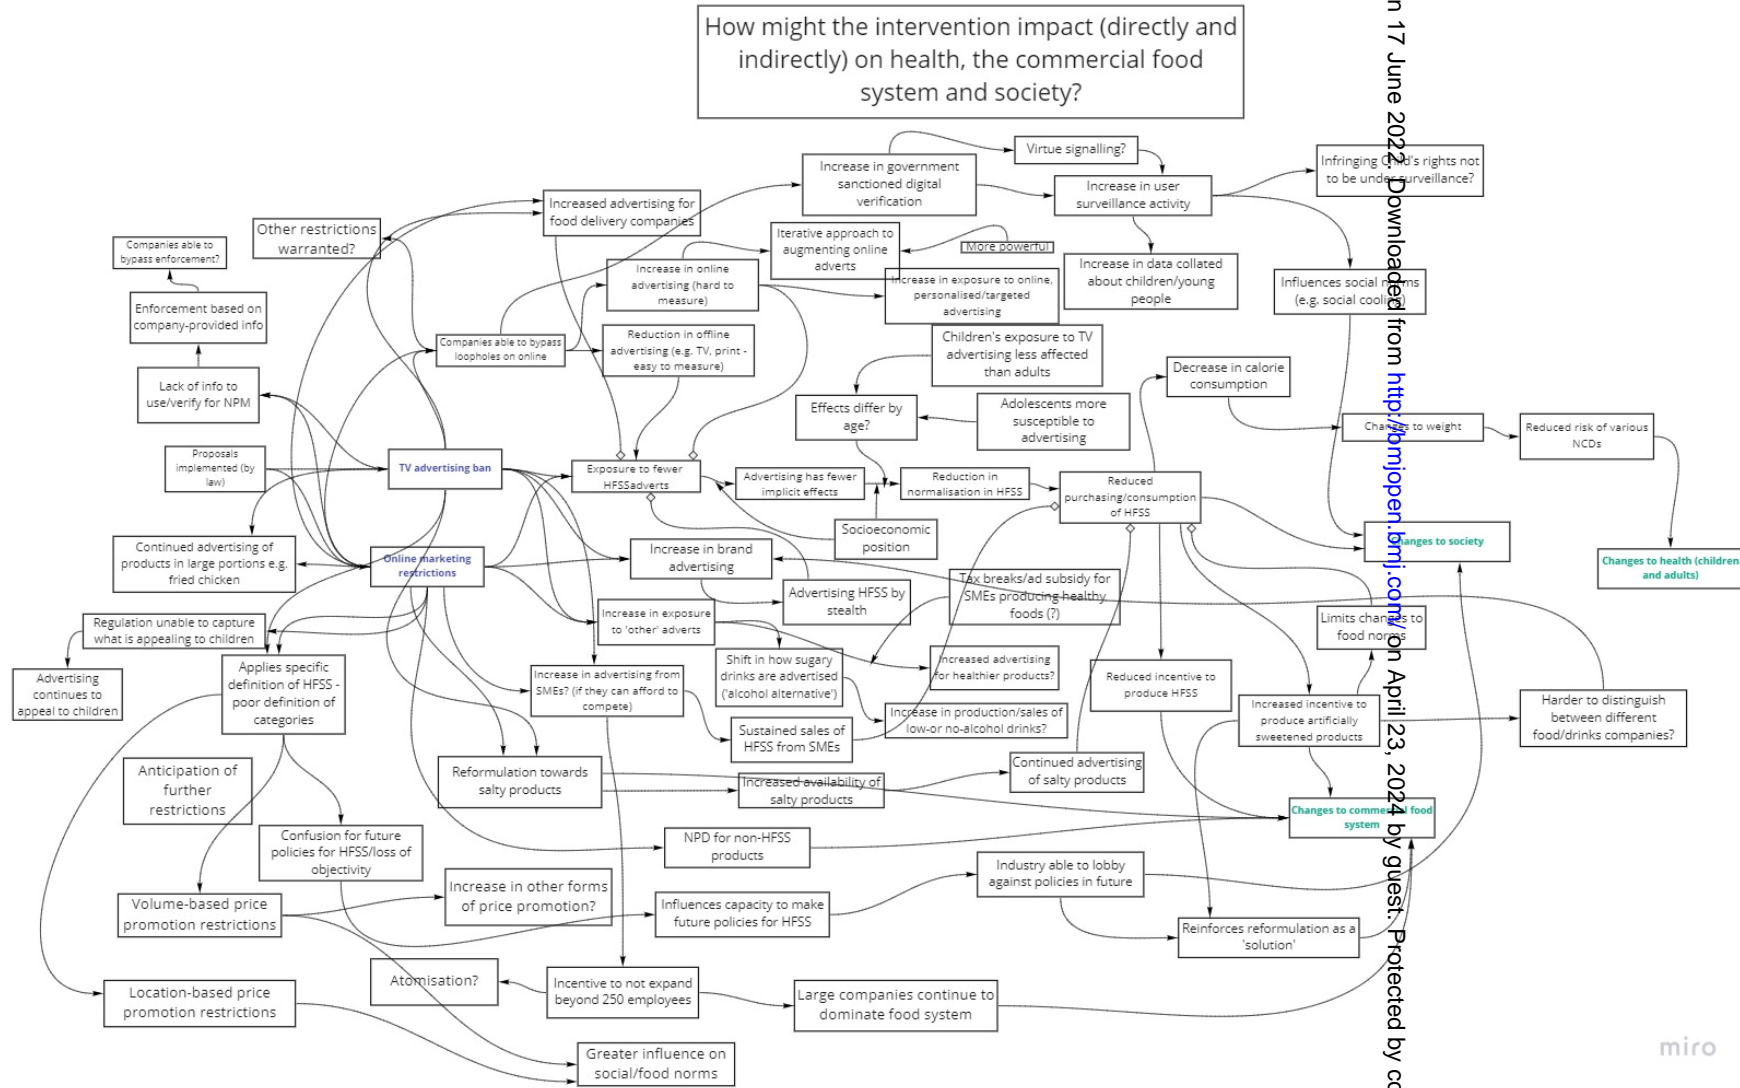 How might the intervention impact (directly and
indirectly) on health, the commercial food
system and society?
Virtue signalling?
Increase in government
sanctioned digital
verification
Infringing Child's rights not
to be under surveillance?
Increase in user
surveillance activity
Increased advertising for
food delivery companies
Other restrictions
warranted?
Companies able to
bypass enforcement?
Iterative approach to
augmenting online
adverts
More powerful
Increase in data collated
about children/young
people
Increase in online
advertising (hard to
measure)
Increase in exposure to online,
personalised/targeted
advertising
Influences social norms
(e.g. social cooling)
Enforcement based on
company-provided info
Companies able to bypass
loopholes on online
Reduction in offline
advertising (e.g. TV, print -
easy to measure)
Children's exposure to TV
advertising less affected
than adults
Decrease in calorie
consumption
Lack of info to
use/verify for NPM
Effects differ by
age?
Adolescents more
susceptible to
advertising
Changes to weight
Reduced risk of various
NCDs
Proposals
implemented (by
law)
TV advertising ban
Exposure to fewer
HFSSadverts
Advertising has fewer
implicit effects
Reduction in
normalisation in HFSS
Reduced
purchasing/consumption
of HFSS
Socioeconomic
position
Changes to society
Changes to health (children
and adults)
Continued advertising of
products in large portions e.g.
fried chicken
Online marketing
restrictions
Increase in brand
advertising
Advertising HFSS by
stealth
Tax breaks/ad subsidy for
SMEs producing healthy
foods (?)
Limits changes to
food norms
Regulation unable to capture
what is appealing to children
Increase in exposure
to 'other' adverts
Advertising
continues to
appeal to children
Applies specific
definition of HFSS -
poor definition of
categories
Increase in advertising from
SMEs? (if they can afford to
compete)
Shift in how sugary
drinks are advertised
('alcohol alternative')
Increased advertising
for healthier products?
Reduced incentive to
produce HFSS
Increased incentive to
produce artificially
sweetened products
Harder to distinguish
between different
food/drinks companies?
Increase in production/sales of
low-or no-alcohol drinks?
Sustained sales of
HFSS from SMEs
Anticipation of
further
restrictions
Reformulation towards
salty products
Increased availability of
salty products
Continued advertising
of salty products
Changes to commercial food
system
Confusion for future
policies for HFSS/loss of
objectivity
NPD for non-HFSS
products
Industry able to lobby
against policies in future
Volume-based price
promotion restrictions
Increase in other forms
of price promotion?
Influences capacity to make
future policies for HFSS
Reinforces reformulation as a
'solution'
Atomisation?
Incentive to not expand
beyond 250 employees
Large companies continue to
dominate food system
Location-based price
promotion restrictions
Greater influence on
social/food norms
miro
17 June 2022. Downloaded from http://bmjopen.bmj.com/ on April 23, 2024 by guest. Protected by